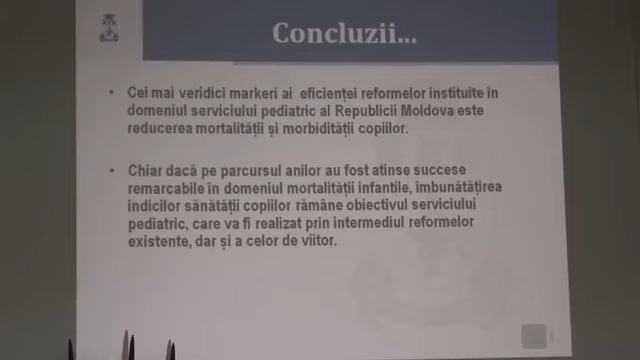 Concluzii...
• Cei mai veridici markeri ai eficienței reformelor instituite în
domeniul serviciului pediatric al Republicii Moldova este
reducerea mortalității și morbidității copiilor.
• Chiar dacă pe parcursul anilor au fost atinse succese
remarcabile în domeniul mortalității infantile, îmbunătățirea
indicilor sănătății copiilor rămâne obiectivul serviciului
pediatric, care va fi realizat prin intermediul reformelor
existente, dar și a celor de viitor.